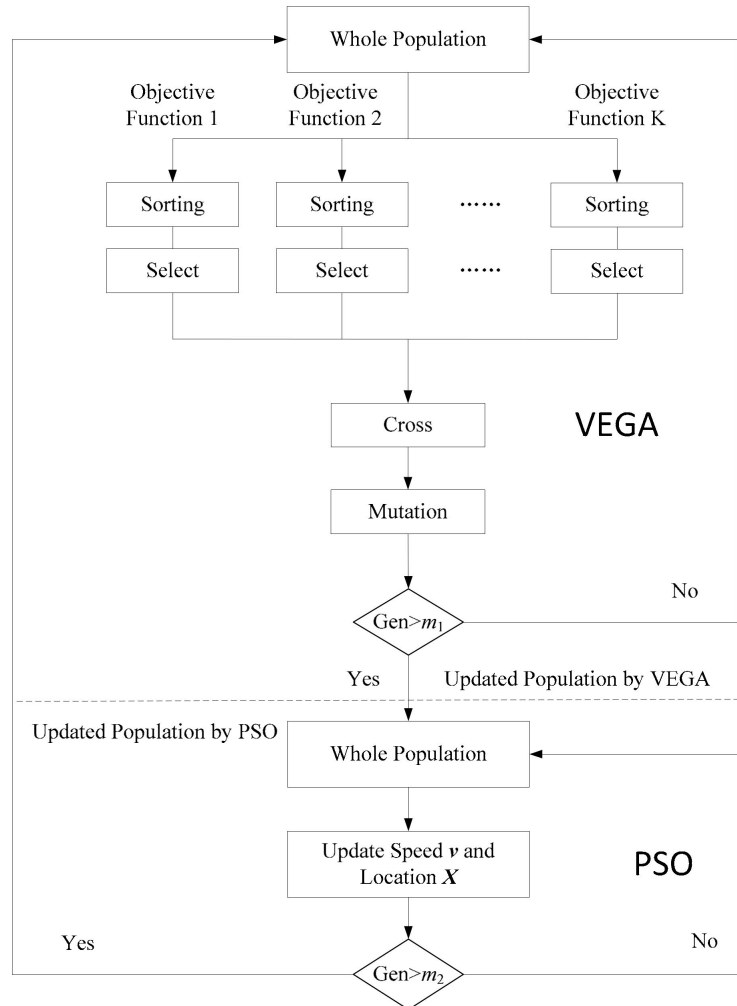 Whole Population
Objective Function 1
Objective Function 2
Objective Function K
Sorting
Sorting
......
Sorting
Select
Select
......
Select
Cross
VEGA
Mutation
Gen>m1
No
Yes
Updated Population by VEGA
Updated Population by PSO
Whole Population
Update Speed v and
Location X
PSO
Yes
Gen>m2
No